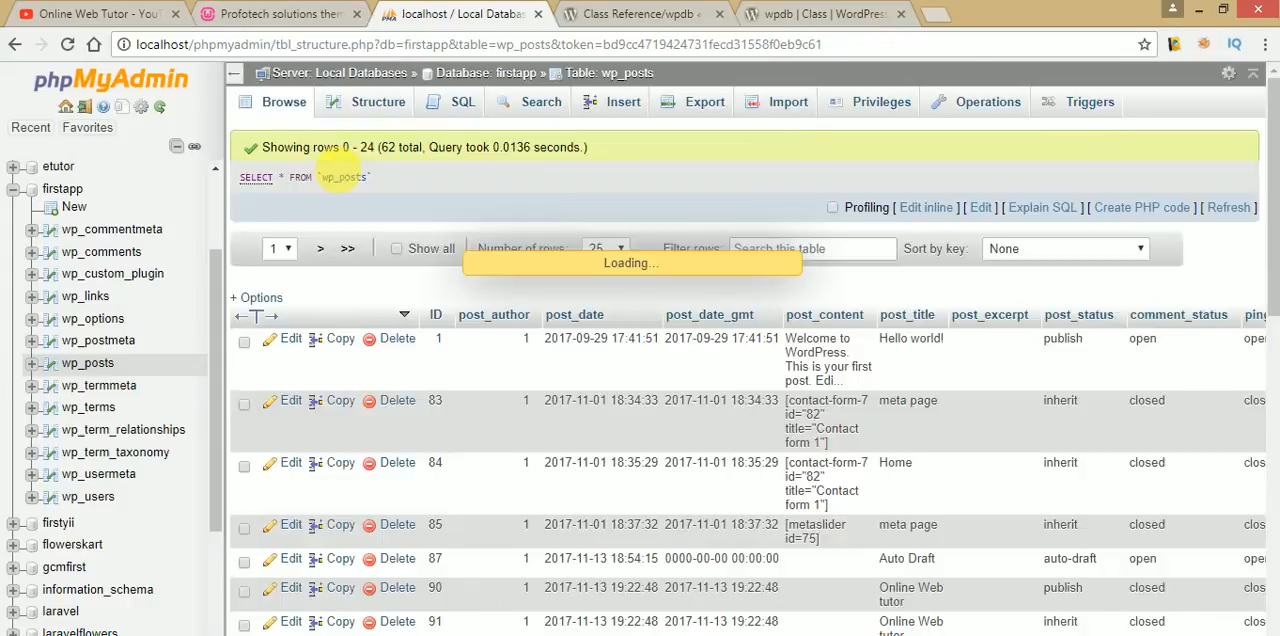 Online Web Tutor - YouT
Profotech solutions them
localhost / Local Databas
Class Reference/wpdb «
wpdb | Class | WordPress
localhost/phpmyadmin/tbl_structure.php?db=firstapp&table=wp_posts&token=bd9cc4719424731fecd31558f0eb9c61
IQ
phpMyAdmin
Recent Favorites
etutor
firstapp
New
wp_commentmeta
wp_comments
wp_custom_plugin
wp_links
wp_options
wp_postmeta
wp_posts
wp_termmeta
wp_terms
wp_term_relationships
wp_term_taxonomy
wp_usermeta
wp_users
firstyii
flowerskart
gcmfirst
information_schema
laravel
laravelflowers
Server: Local Databases » Database: firstapp » Table: wp_posts
Browse Structure SQL Search Insert Export Import Privileges Operations Triggers
Showing rows 0 - 24 (62 total, Query took 0.0136 seconds.)
SELECT * FROM `wp_posts`
Profiling [ Edit inline ] [ Edit ] [ Explain SQL ] [ Create PHP code ] [ Refresh ]
1 > >> Show all Number of rows: 25 Filter rows: Search this table Sort by key: None
Loading...
+ Options
←T→ ID post_author post_date post_date_gmt post_content post_title post_excerpt post_status comment_status ping
Edit Copy Delete 1 1 2017-09-29 17:41:51 2017-09-29 17:41:51 Welcome to Hello world! publish open ope
WordPress.
This is your first
post. Edi...
Edit Copy Delete 83 1 2017-11-01 18:34:33 2017-11-01 18:34:33 [contact-form-7 meta page inherit closed clos
id="82"
title="Contact
form 1"]
Edit Copy Delete 84 1 2017-11-01 18:35:29 2017-11-01 18:35:29 [contact-form-7 Home inherit closed clos
id="82"
title="Contact
form 1"]
Edit Copy Delete 85 1 2017-11-01 18:37:32 2017-11-01 18:37:32 [metaslider meta page inherit closed clos
id=75]
Edit Copy Delete 87 1 2017-11-13 18:54:15 0000-00-00 00:00:00 Auto Draft auto-draft open ope
Edit Copy Delete 90 1 2017-11-13 19:22:48 2017-11-13 19:22:48 Online Web publish closed clos
tutor
Edit Copy Delete 91 1 2017-11-13 19:22:48 2017-11-13 19:22:48 Online Web inherit closed clos
tutor